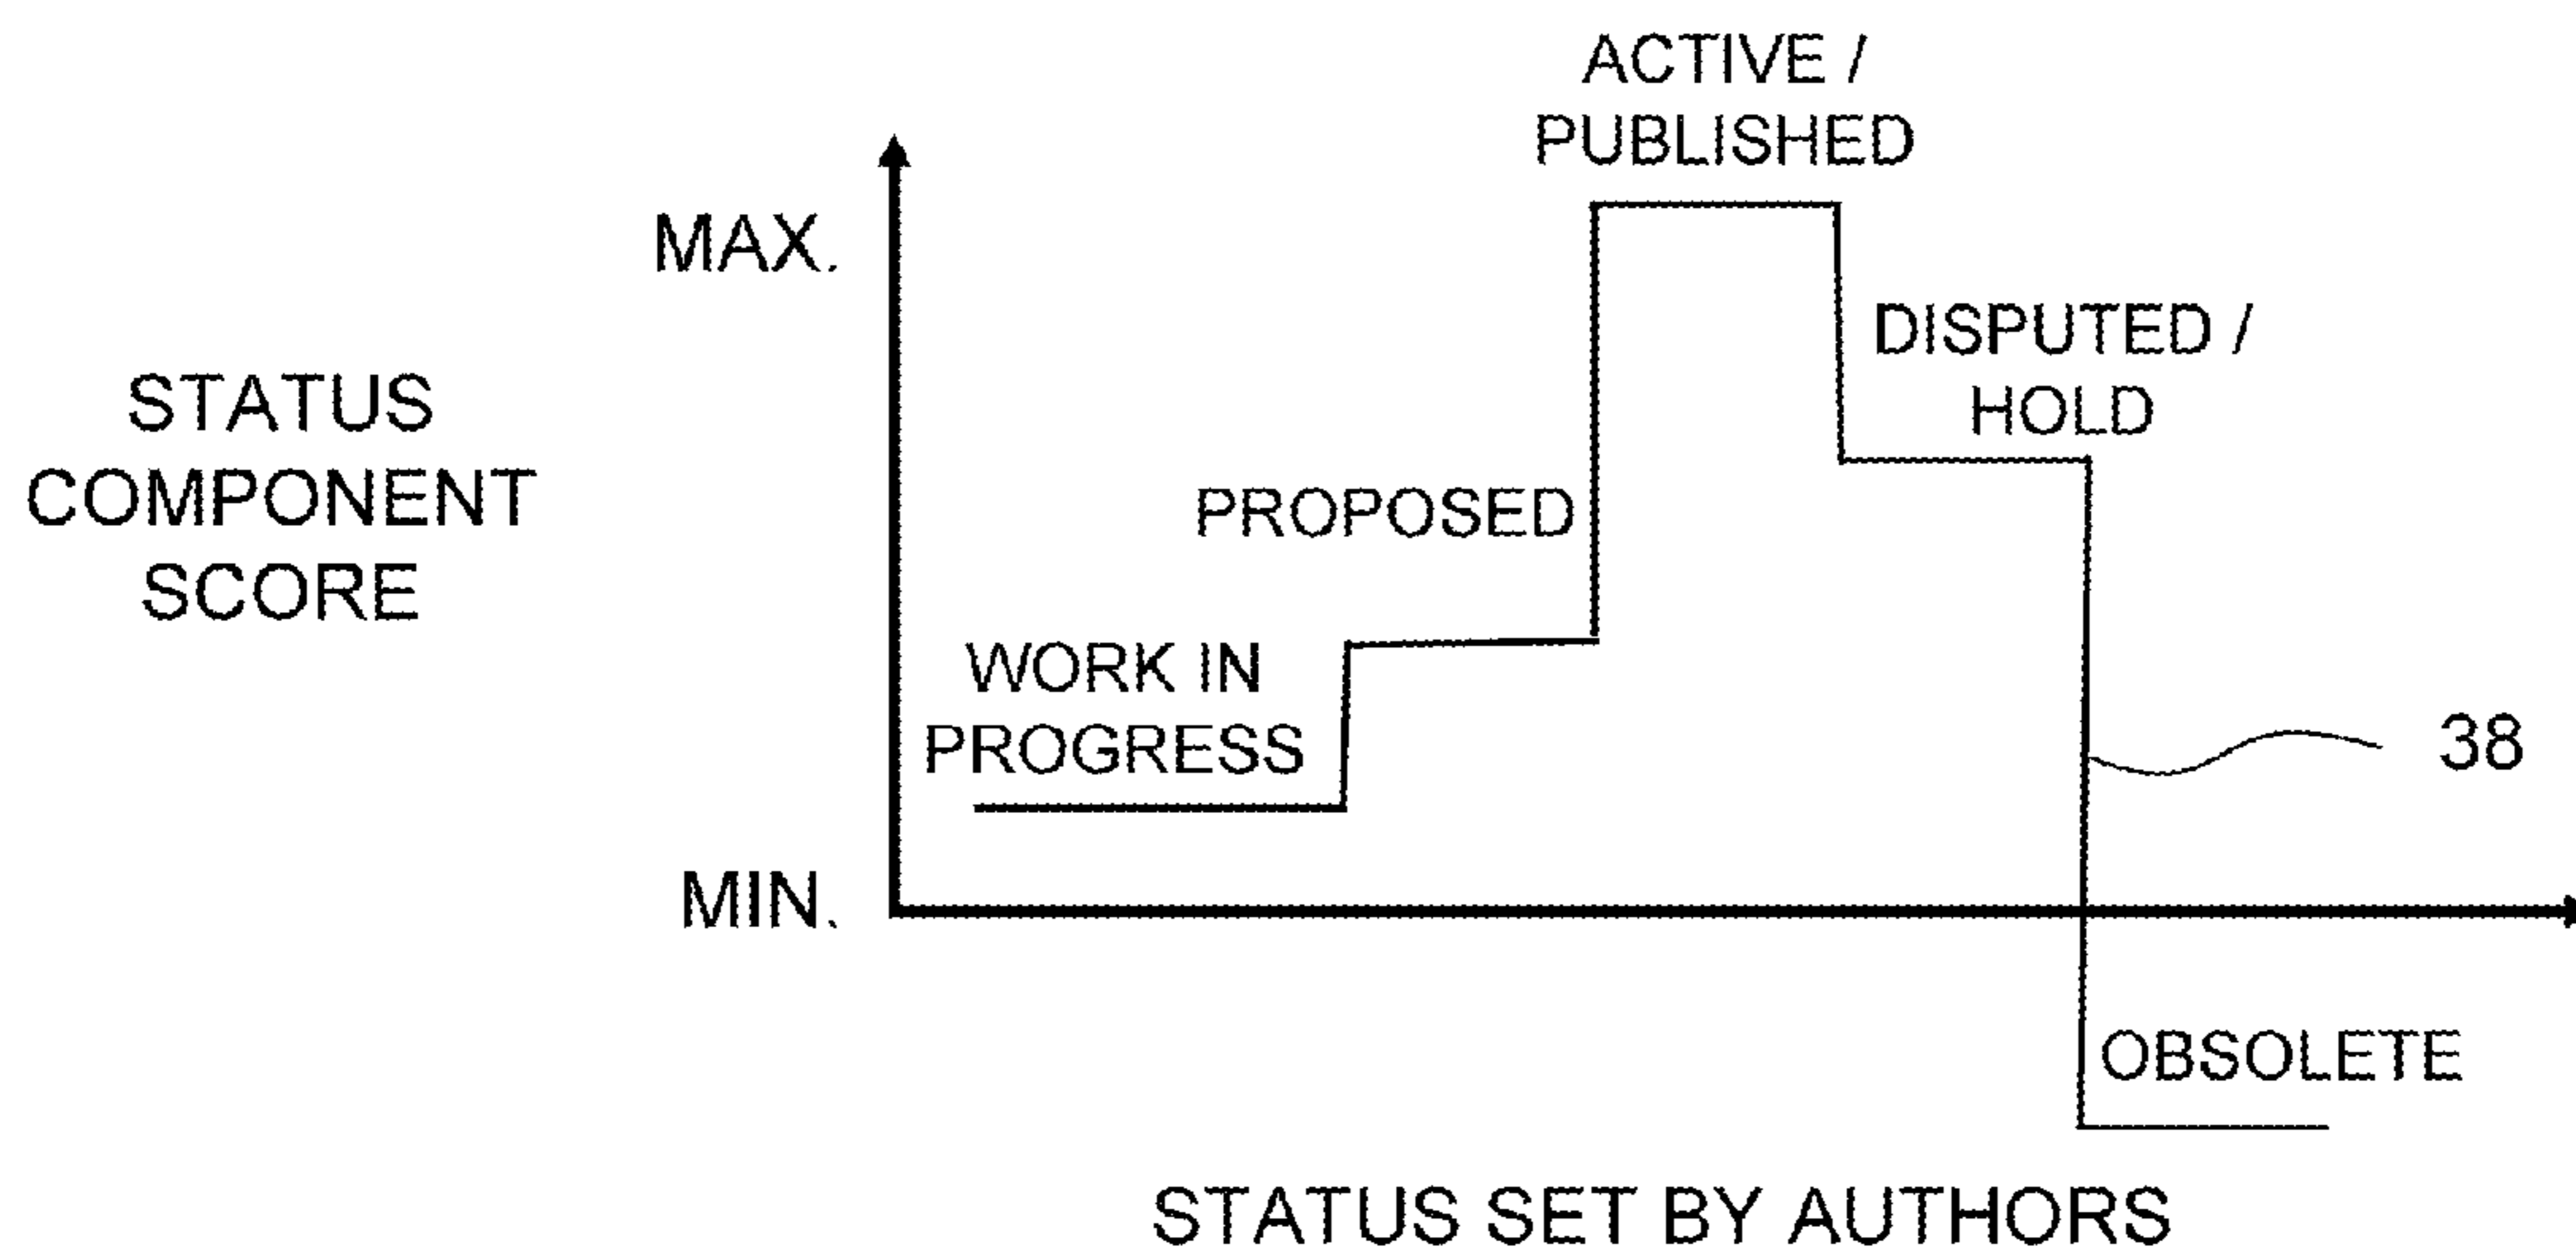 ACTIVE /
PUBLISHED
MAX.
DISPUTED /
HOLD
STATUS
COMPONENT
SCORE
PROPOSED
WORK IN
PROGRESS
38
MIN.
OBSOLETE
STATUS SET BY AUTHORS